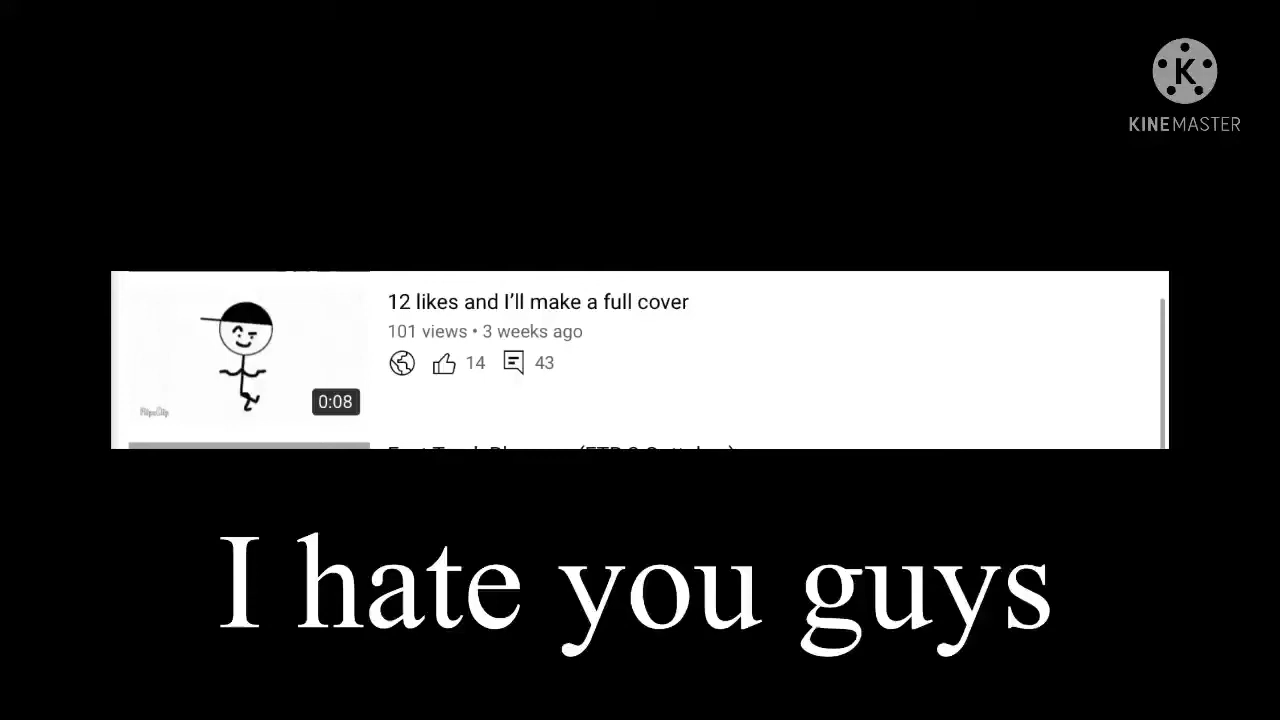 KINEMASTER
12 likes and I'll make a full cover
101 views • 3 weeks ago
14 43
0:08
FlipaClip
I hate you guys